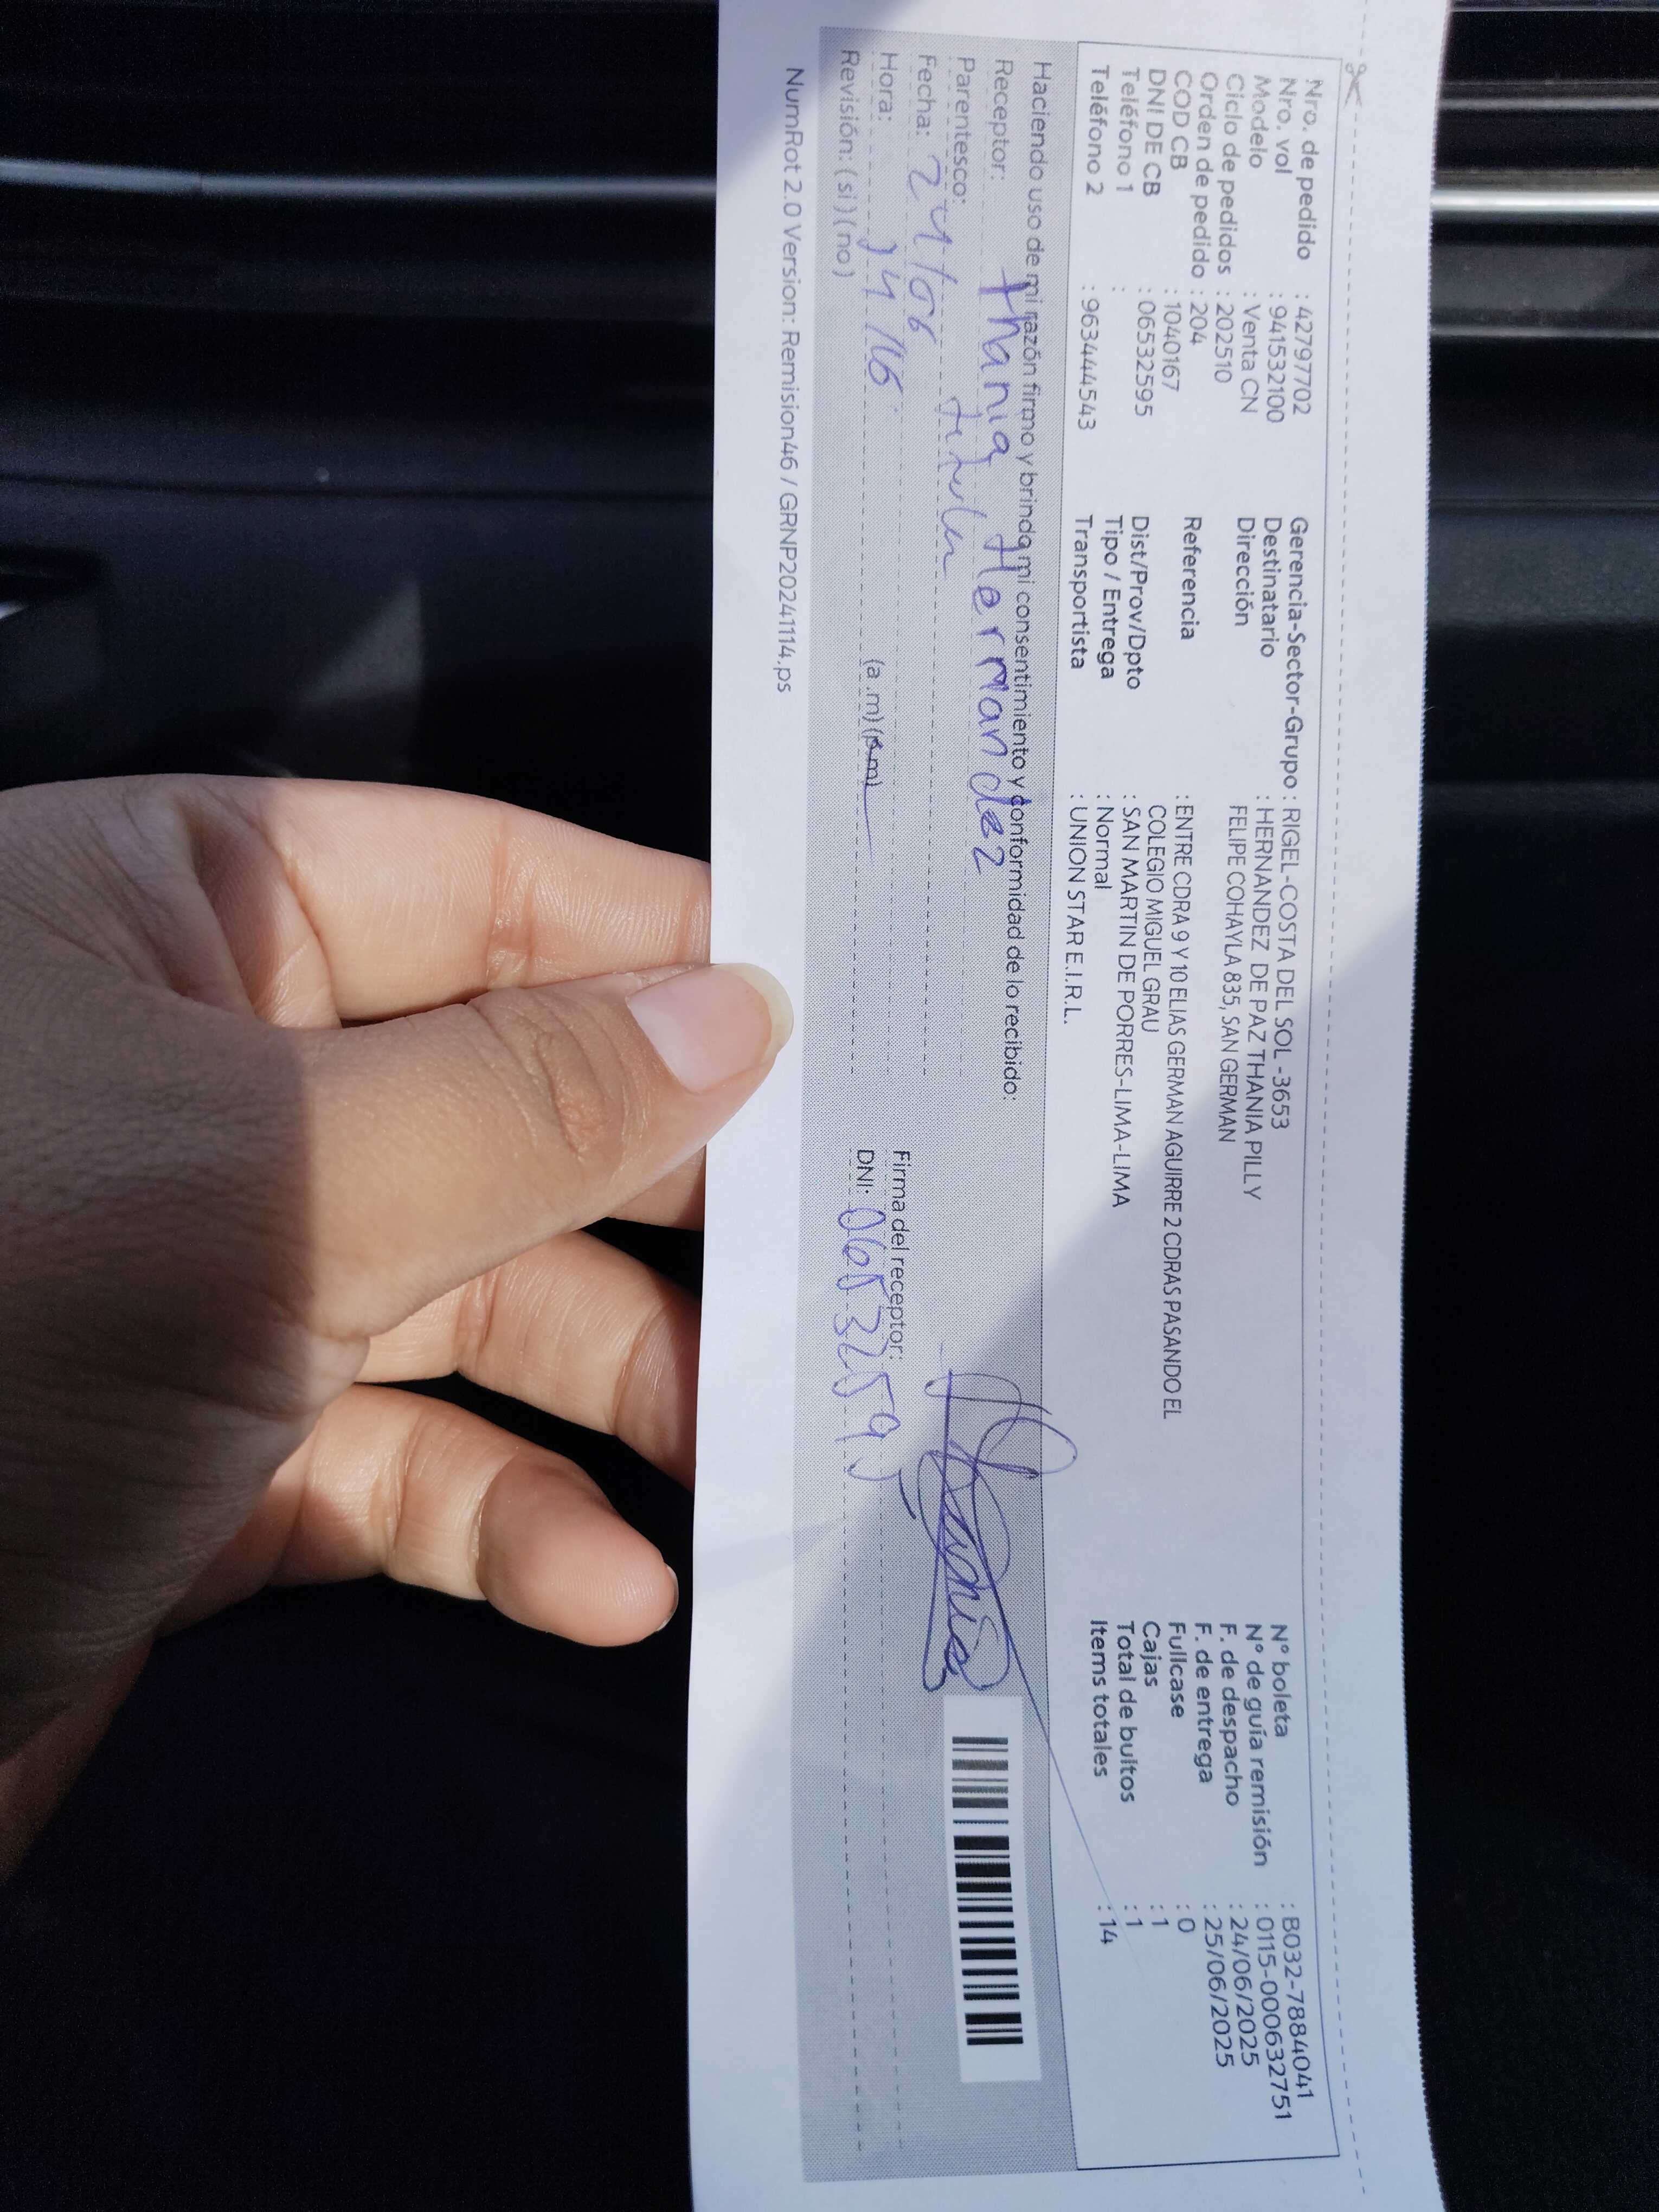 Nro. de pedido : 42797702
Nro. vol : 941532100
Modelo : Venta CN
Ciclo de pedidos : 202510
Orden de pedido : 204
COD CB : 1040167
DNI DE CB : 06532595
Teléfono 1 :
Teléfono 2 : 963444543
Gerencia-Sector-Grupo : RIGEL-COSTA DEL SOL -3653
Destinatario : HERNANDEZ DE PAZ THANIA PILLY
Dirección FELIPE COHAYLA 835, SAN GERMAN
Referencia : ENTRE CDRA 9 Y 10 ELIAS GERMAN AGUIRRE 2 CDRAS PASANDO EL
COLEGIO MIGUEL GRAU
Dist/Prov/Dpto : SAN MARTIN DE PORRES-LIMA-LIMA
Tipo / Entrega : Normal
Transportista : UNION STAR E.I.R.L.
N° boleta : B032-7884041
N° de guía remisión : 0115-000632751
F. de despacho : 24/06/2025
F. de entrega : 25/06/2025
Fullcase : 0
Cajas : 1
Total de bultos : 1
Items totales : 14
Haciendo uso de mi razón firmo y brindo mi consentimiento y conformidad de lo recibido:
Receptor: Thania Hernandez
Parentesco: titular
Fecha: 24/06
Hora: 14/16 (a.m)(p.m)
Revisión: (si)(no)
Firma del receptor:
DNI: 06532595
NumRot 2.0 Version: Remision46 / GRNP20241114.ps